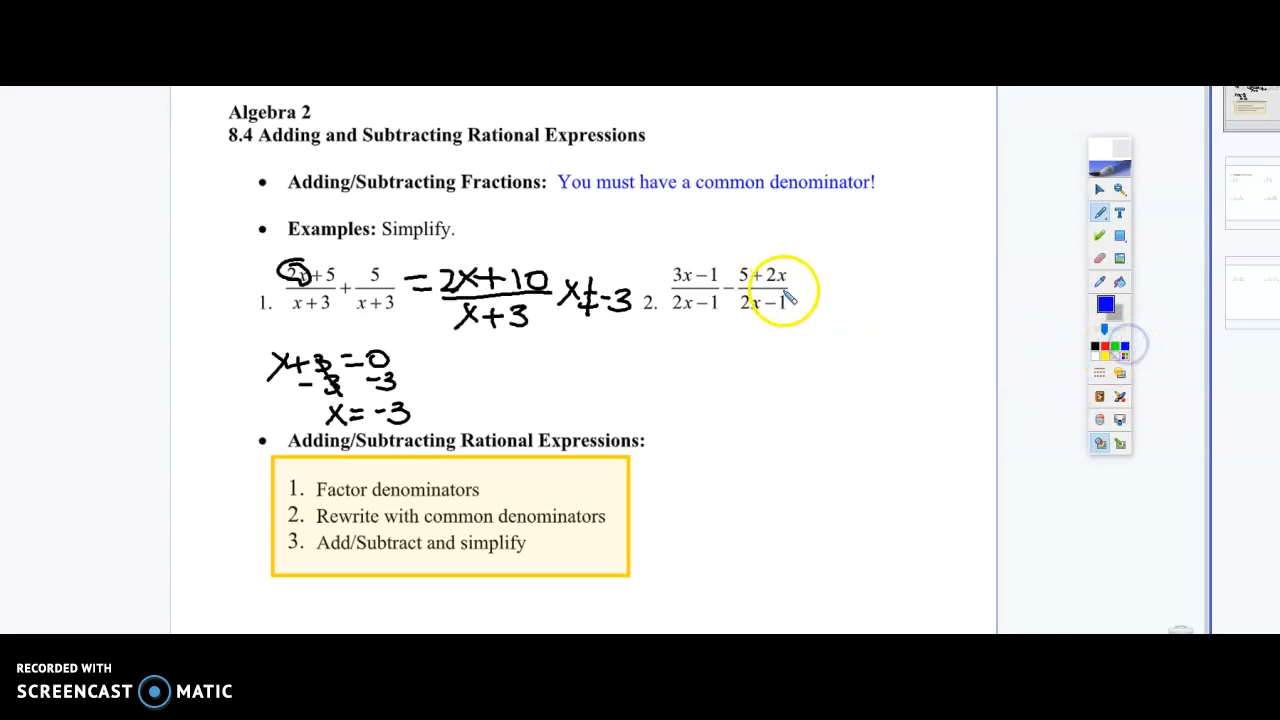 Algebra 2
8.4 Adding and Subtracting Rational Expressions
• Adding/Subtracting Fractions: You must have a common denominator!
• Examples: Simplify.
1. (2x+5)/(x+3) + 5/(x+3) = (2x+10)/(x+3) x≠-3
2. (3x-1)/(2x-1) - (5+2x)/(2x-1)
x+3=0
-3 -3
x=-3
• Adding/Subtracting Rational Expressions:
1. Factor denominators
2. Rewrite with common denominators
3. Add/Subtract and simplify
RECORDED WITH
SCREENCAST MATIC